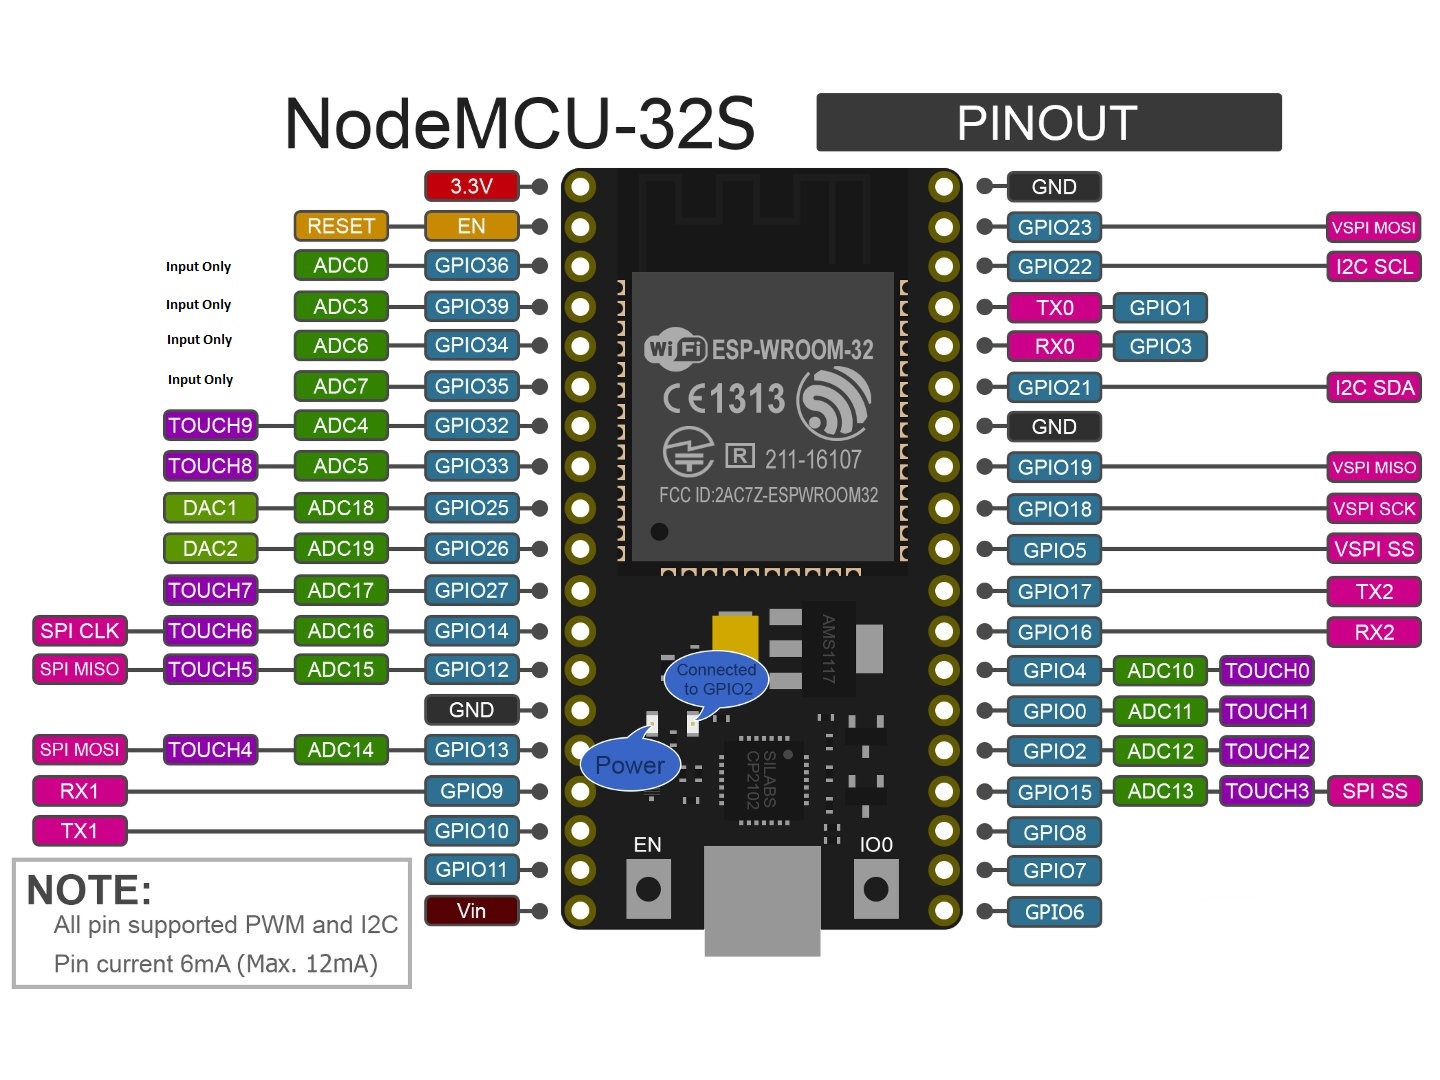 NodeMCU-32S PINOUT
3.3V GND
RESET EN GPIO23 VSPI MOSI
Input Only ADC0 GPIO36 GPIO22 I2C SCL
Input Only ADC3 GPIO39 TX0 GPIO1
Input Only ADC6 GPIO34 RX0 GPIO3
Input Only ADC7 GPIO35 GPIO21 I2C SDA
TOUCH9 ADC4 GPIO32 GND
TOUCH8 ADC5 GPIO33 GPIO19 VSPI MISO
DAC1 ADC18 GPIO25 GPIO18 VSPI SCK
DAC2 ADC19 GPIO26 GPIO5 VSPI SS
TOUCH7 ADC17 GPIO27 GPIO17 TX2
SPI CLK TOUCH6 ADC16 GPIO14 GPIO16 RX2
SPI MISO TOUCH5 ADC15 GPIO12 GPIO4 ADC10 TOUCH0
GND GPIO0 ADC11 TOUCH1
SPI MOSI TOUCH4 ADC14 GPIO13 GPIO2 ADC12 TOUCH2
RX1 GPIO9 GPIO15 ADC13 TOUCH3 SPI SS
TX1 GPIO10 GPIO8
GPIO11 GPIO7
Vin GPIO6
WiFi ESP-WROOM-32
CE1313
R 211-16107
FCC ID:2AC7Z-ESPWROOM32
AMS1117
Connected
to GPIO2
Power
SILABS
CP2102
EN IO0
NOTE:
All pin supported PWM and I2C
Pin current 6mA (Max. 12mA)